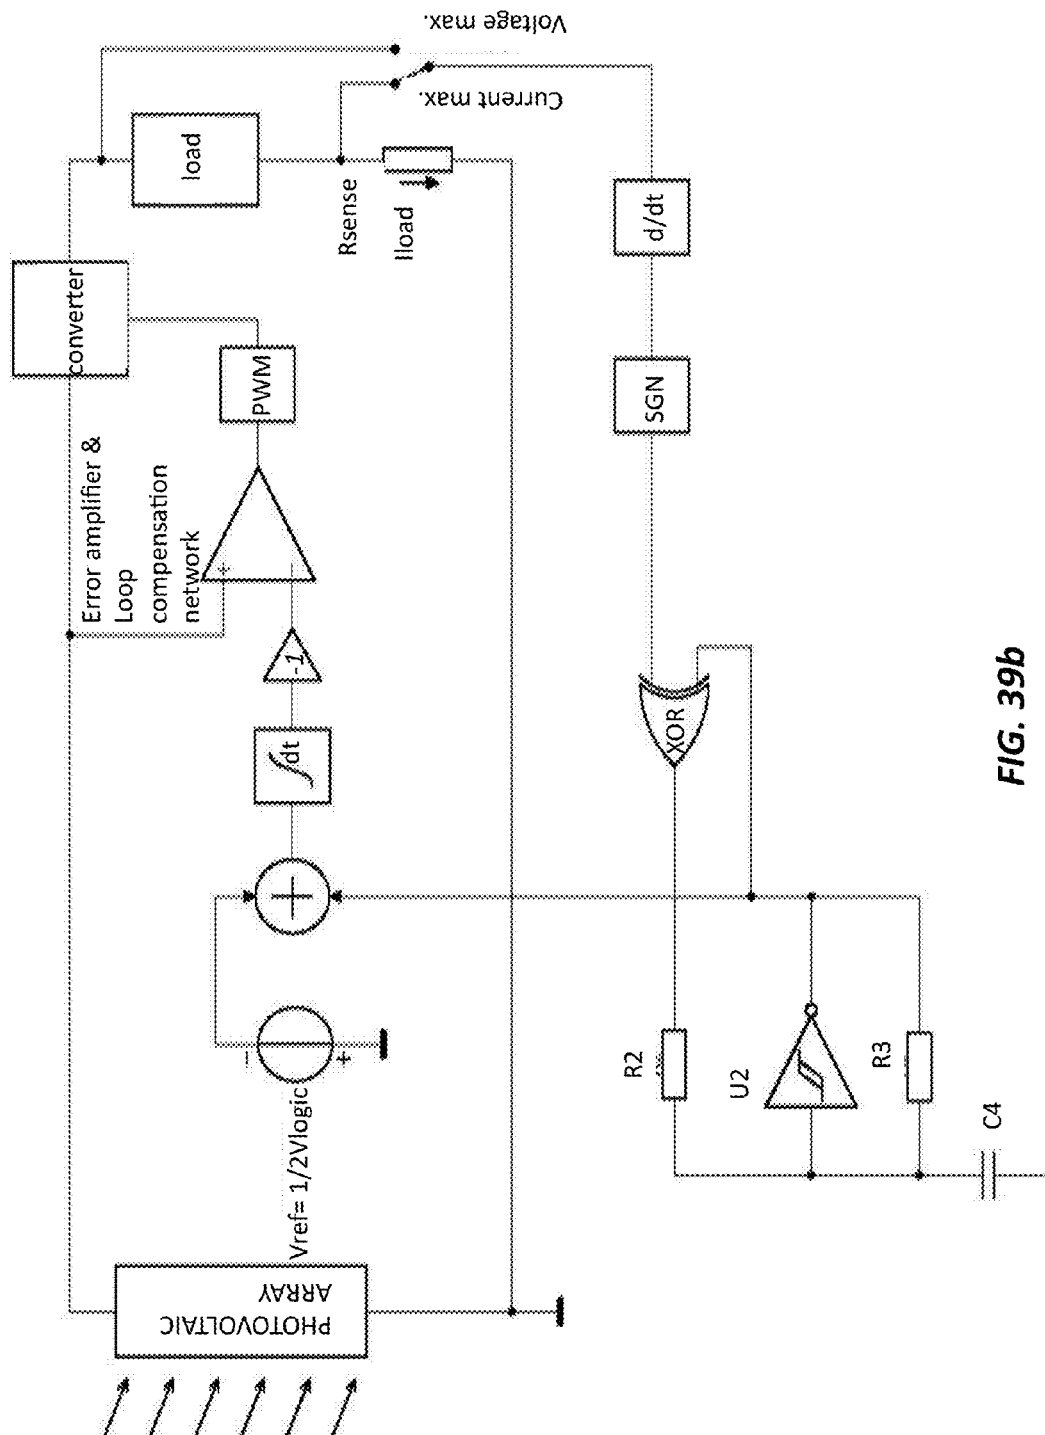 PHOTOVOLTAIC
ARRAY
Vref= 1/2Vlogic
-
+
∫dt
-1
Error amplifier &
Loop
compensation
network
+
-
PWM
converter
load
Rsense
Iload
Voltage max.
Current max.
d/dt
SGN
XOR
R2
U2
R3
C4
FIG. 39b